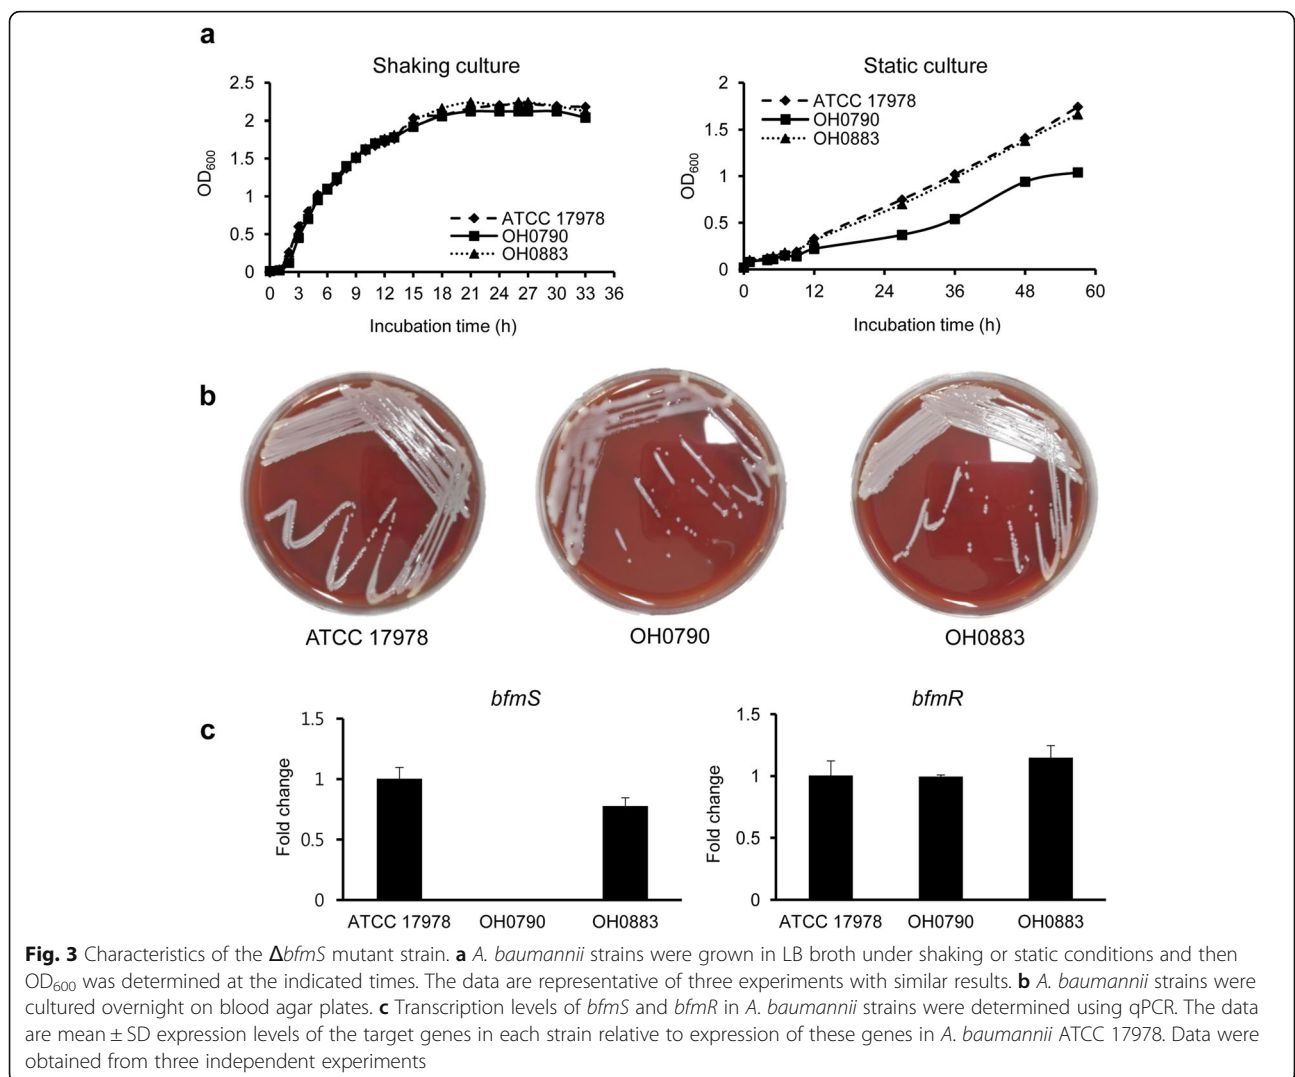 a
Shaking culture
2.5
2
1.5
1
0.5
0
OD600
ATCC 17978
OH0790
OH0883
0 3 6 9 12 15 18 21 24 27 30 33 36
Incubation time (h)
Static culture
2
1.5
1
0.5
0
OD600
ATCC 17978
OH0790
OH0883
0 12 24 36 48 60
Incubation time (h)
b
ATCC 17978 OH0790 OH0883
c
bfmS
1.5
1
0.5
0
Fold change
ATCC 17978 OH0790 OH0883
bfmR
1.5
1
0.5
0
Fold change
ATCC 17978 OH0790 OH0883
Fig. 3 Characteristics of the ΔbfmS mutant strain. a A. baumannii strains were grown in LB broth under shaking or static conditions and then
OD600 was determined at the indicated times. The data are representative of three experiments with similar results. b A. baumannii strains were
cultured overnight on blood agar plates. c Transcription levels of bfmS and bfmR in A. baumannii strains were determined using qPCR. The data
are mean ± SD expression levels of the target genes in each strain relative to expression of these genes in A. baumannii ATCC 17978. Data were
obtained from three independent experiments